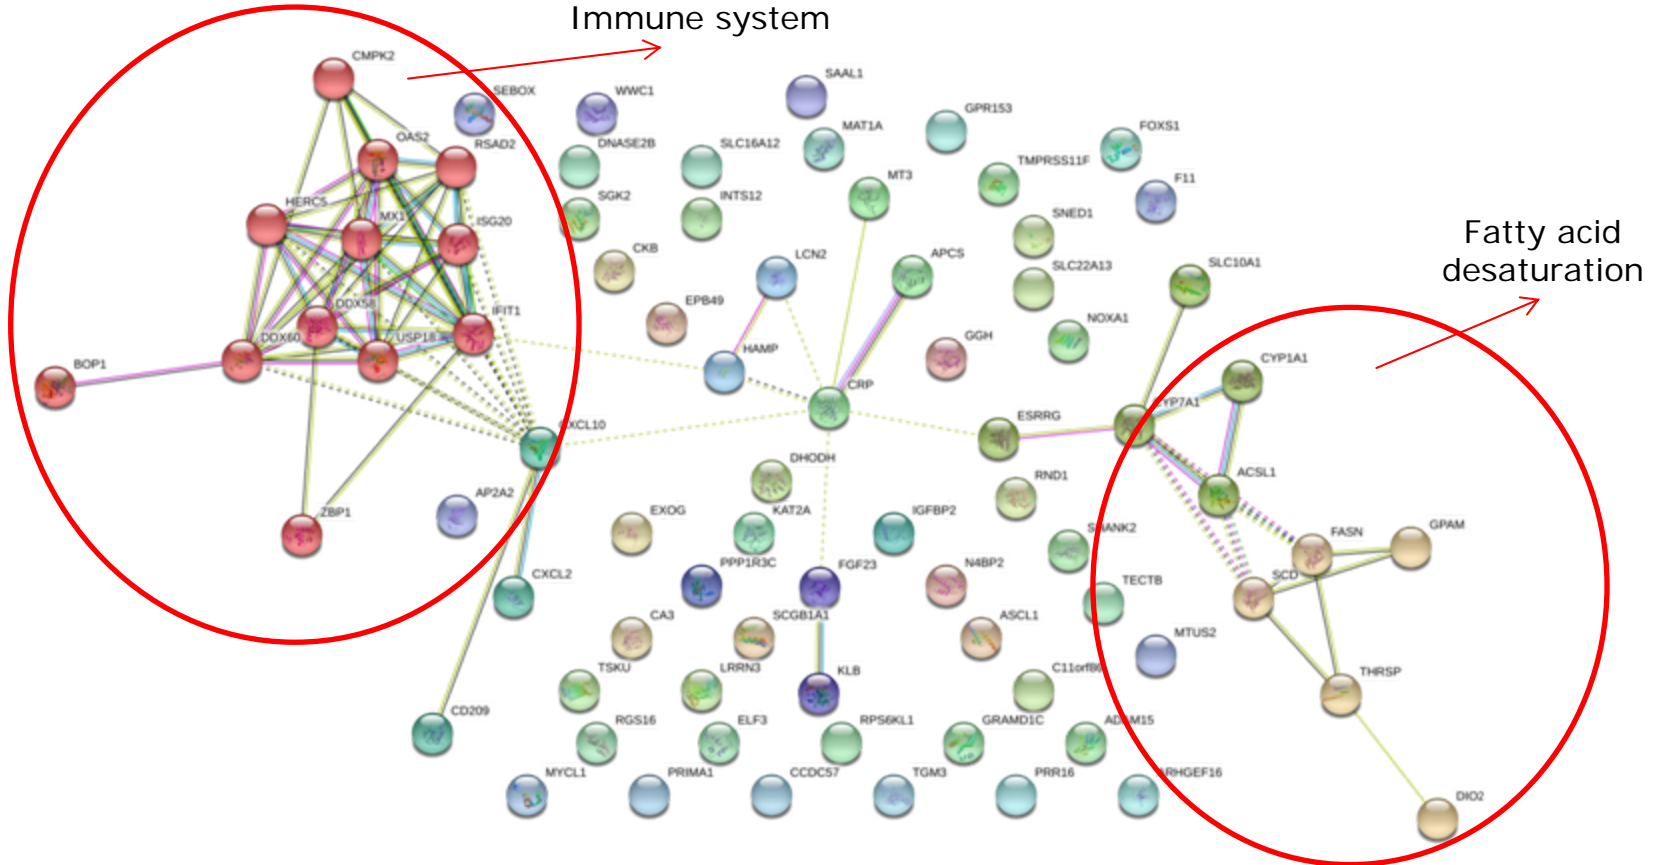 Immune system
CMPK2
SAAL1
SEBOX
WWC1
GPR153
MAT1A
FOXS1
OAS2
RSAD2
DNASE2B
SLC16A12
TMPRSS11F
MT3
F11
HERC5
MX1
ISG20
SGK2
INTS12
SNED1
Fatty acid
desaturation
CKB
LCN2
APCS
SLC22A13
SLC10A1
DDX58
IFIT1
EPB49
NOXA1
DDX60
USP18
HAMP
GGH
CYP1A1
BOP1
CRP
CYP7A1
ESRRG
CXCL10
DHODH
RND1
ACSL1
AP2A2
ZBP1
EXOG
KAT2A
IGFBP2
SHANK2
FASN
GPAM
CXCL2
PPP1R3C
FGF23
N4BP2
TECTB
SCD
CA3
SCGB1A1
ASCL1
MTUS2
TSKU
LRRN3
KLB
THRSP
CD209
RGS16
ELF3
RPS6KL1
GRAMD1C
ADAM15
MYCL1
PRIMA1
CCDC57
TGM3
PRR16
ARHGEF16
DIO2